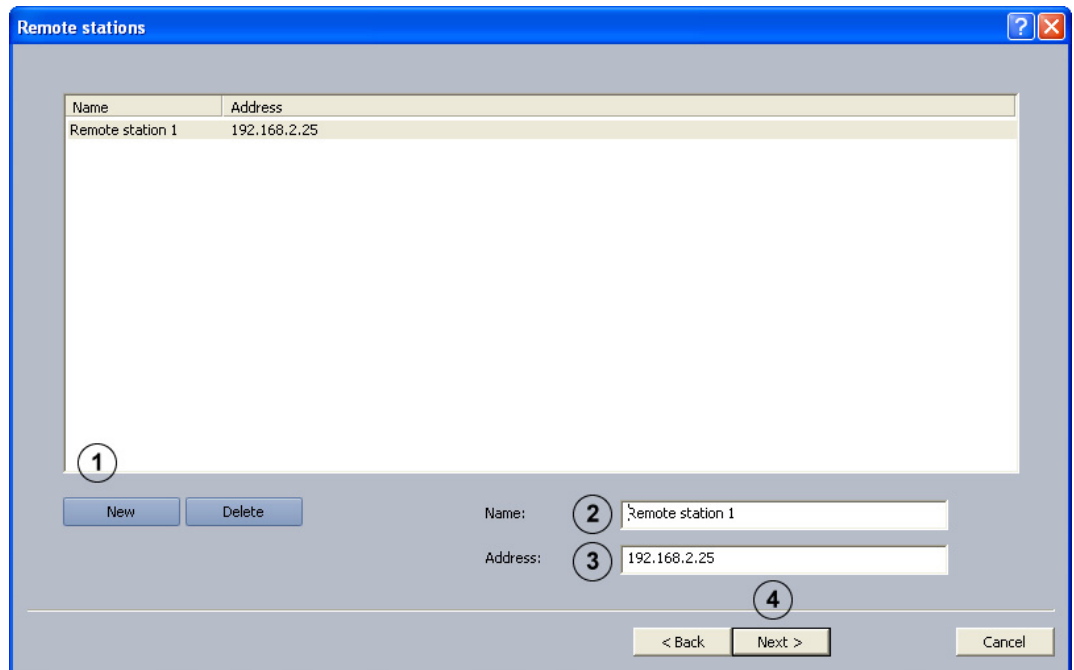 Remote stations
Name Address
Remote station 1 192.168.2.25
1
New Delete
Name: 2 Remote station 1
Address: 3 192.168.2.25
4
< Back Next > Cancel